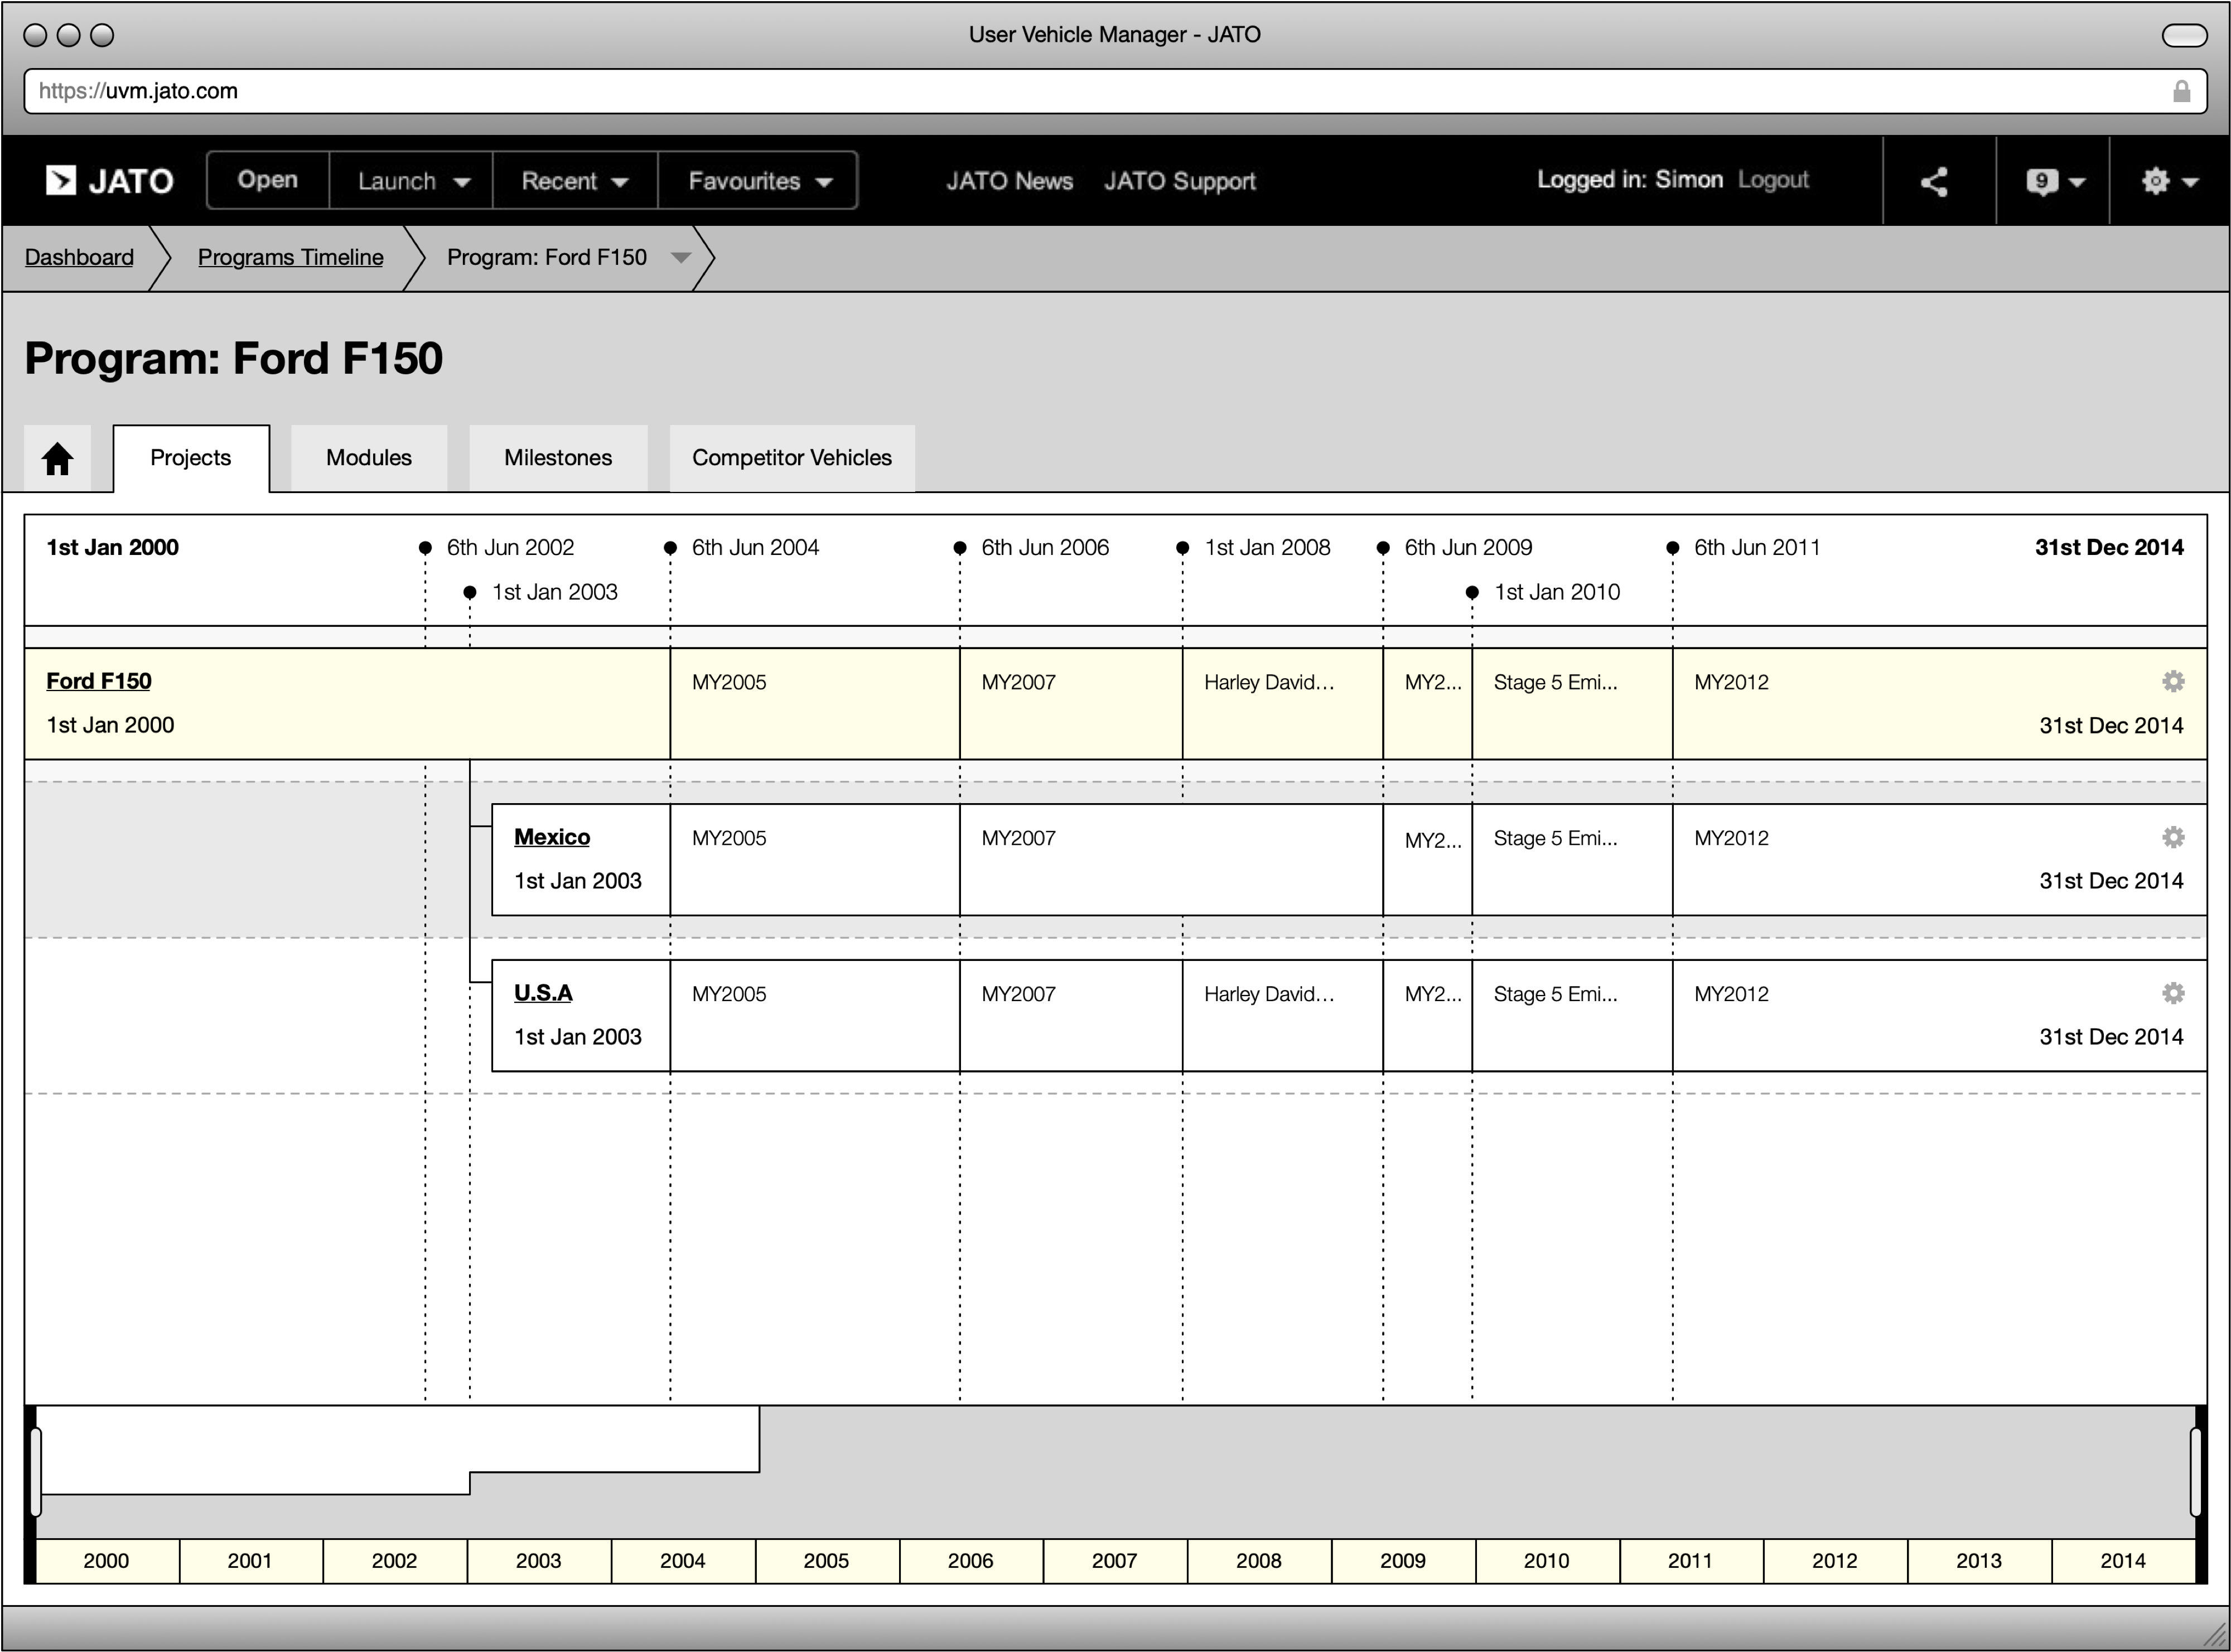 User Vehicle Manager - JATO
https://uvm.jato.com
JATO Open Launch Recent Favourites JATO News JATO Support Logged in: Simon Logout 9
Dashboard Programs Timeline Program: Ford F150
Program: Ford F150
Projects Modules Milestones Competitor Vehicles
1st Jan 2000 6th Jun 2002 6th Jun 2004 6th Jun 2006 1st Jan 2008 6th Jun 2009 6th Jun 2011 31st Dec 2014
1st Jan 2003 1st Jan 2010
Ford F150 MY2005 MY2007 Harley David... MY2... Stage 5 Emi... MY2012
1st Jan 2000 31st Dec 2014
Mexico MY2005 MY2007 MY2... Stage 5 Emi... MY2012
1st Jan 2003 31st Dec 2014
U.S.A MY2005 MY2007 Harley David... MY2... Stage 5 Emi... MY2012
1st Jan 2003 31st Dec 2014
2000 2001 2002 2003 2004 2005 2006 2007 2008 2009 2010 2011 2012 2013 2014